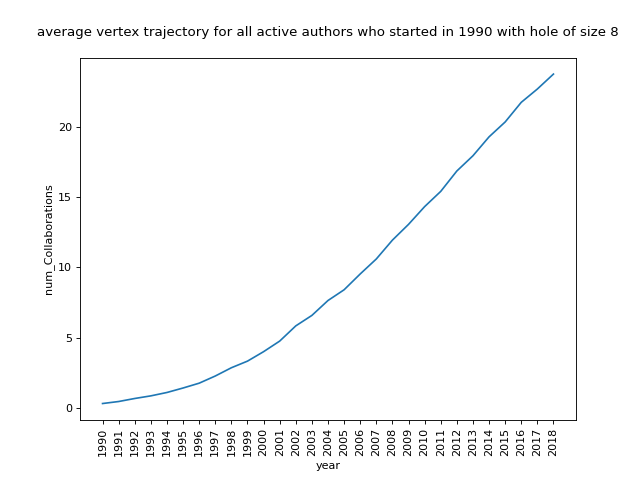 average vertex trajectory for all active authors who started in 1990 with hole of size 8
20
15
10
5
0
num_Collaborations
1990 1991 1992 1993 1994 1995 1996 1997 1998 1999 2000 2001 2002 2003 2004 2005 2006 2007 2008 2009 2010 2011 2012 2013 2014 2015 2016 2017 2018
year